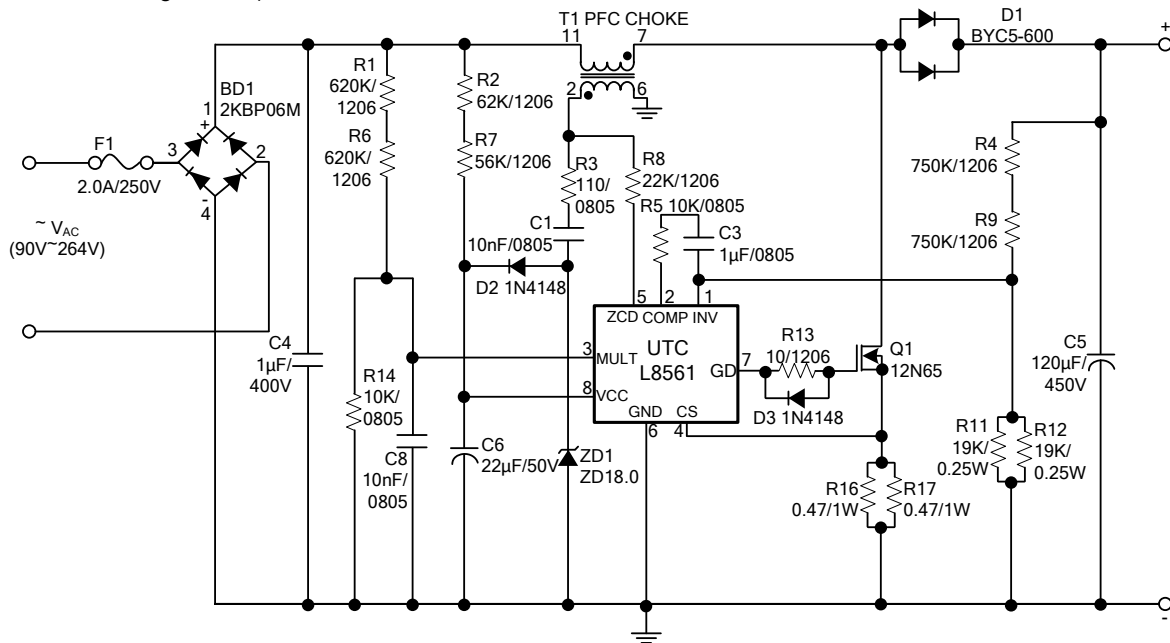 T1 PFC CHOKE
11
7
2
6
D1
BYC5-600
+
BD1
2KBP06M
1
+
3
2
-
4
F1
2.0A/250V
~ VAC
(90V~264V)
R1
620K/
1206
R6
620K/
1206
R2
62K/1206
R7
56K/1206
R3
110/
0805
R8
22K/1206
R5 10K/0805
C1
10nF/0805
C3
1μF/0805
D2 1N4148
R4
750K/1206
R9
750K/1206
5
2
1
ZCD
COMP
INV
3
MULT
UTC
L8561
GD
7
8
VCC
GND
CS
6
4
R13
10/1206
D3 1N4148
Q1
12N65
C5
120μF/
450V
C4
1μF/
400V
R14
10K/
0805
C8
10nF/
0805
C6
22μF/50V
ZD1
ZD18.0
R16
0.47/1W
R17
0.47/1W
R11
19K/
0.25W
R12
19K/
0.25W
-